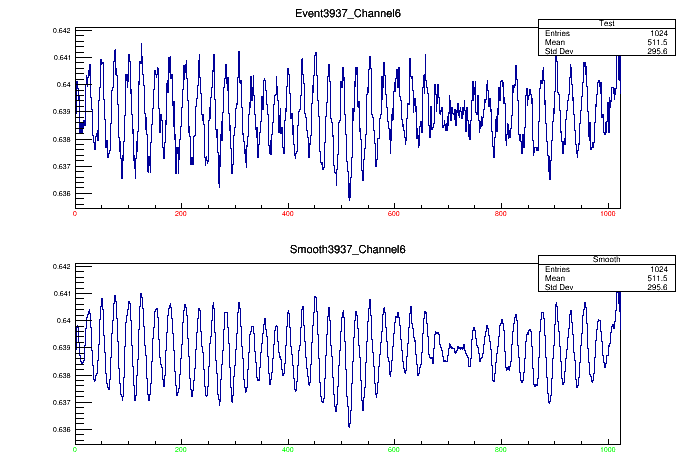 Event3937_Channel6
Test
Entries 1024
Mean 511.5
Std Dev 295.6
0.642
0.641
0.64
0.639
0.638
0.637
0.636
0 200 400 600 800 1000
Smooth3937_Channel6
Smooth
Entries 1024
Mean 511.5
Std Dev 295.6
0.642
0.641
0.64
0.639
0.638
0.637
0.636
0 200 400 600 800 1000